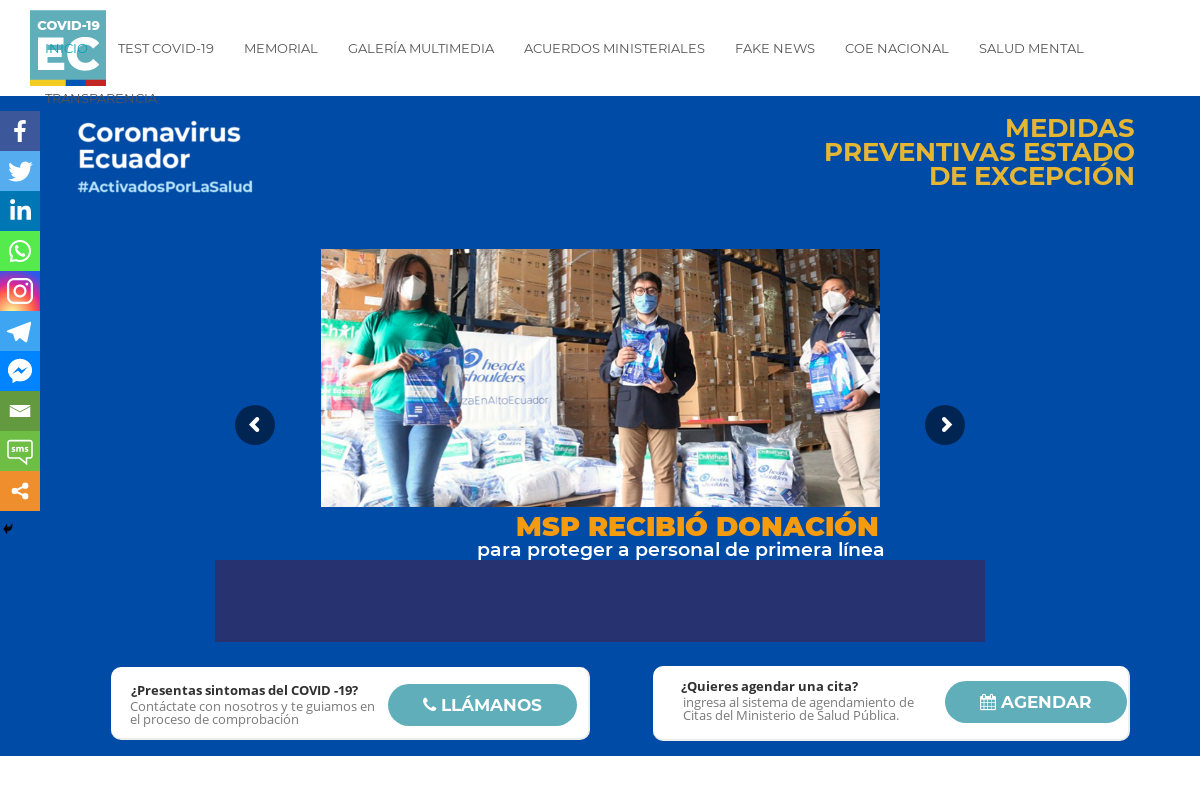 COVID-19
EC
INICIO
TEST COVID-19
MEMORIAL
GALERÍA MULTIMEDIA
ACUERDOS MINISTERIALES
FAKE NEWS
COE NACIONAL
SALUD MENTAL
TRANSPARENCIA
Coronavirus
Ecuador
#ActivadosPorLaSalud
MEDIDAS
PREVENTIVAS ESTADO
DE EXCEPCIÓN
sms
head&
shoulders
zaEnAltoEcuador
MSP RECIBIÓ DONACIÓN
para proteger a personal de primera línea
¿Presentas sintomas del COVID -19?
Contáctate con nosotros y te guiamos en
el proceso de comprobación
LLÁMANOS
¿Quieres agendar una cita?
ingresa al sistema de agendamiento de
Citas del Ministerio de Salud Pública.
AGENDAR